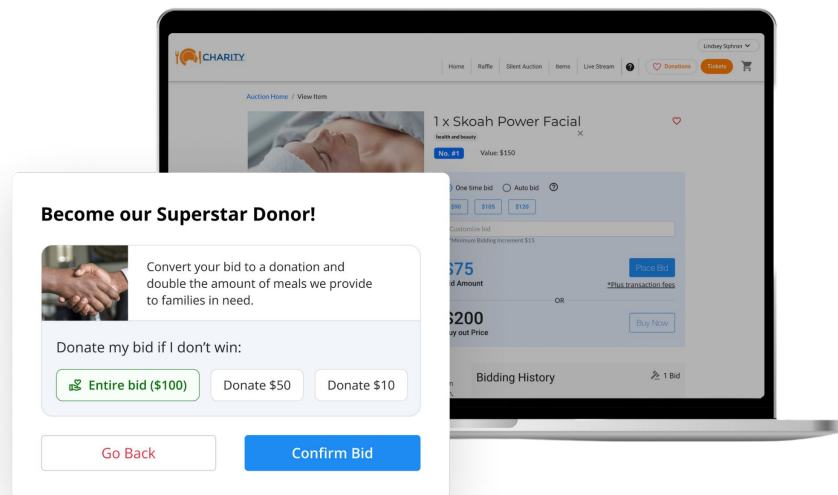 CHARITY
Lindsey Siphron
Home Raffle Silent Auction Items Live Stream ? Donations Tickets
Auction Home / View Item
1 x Skoah Power Facial
health and beauty
No. #1 Value: $150
One time bid Auto bid ?
$90 $105 $120
Customize bid
*Minimum Bidding Increment $15
$75
Place Bid
Amount
*Plus transaction fees
OR
$200
Buy Now
Price
Bidding History
1 Bid
Become our Superstar Donor!
Convert your bid to a donation and
double the amount of meals we provide
to families in need.
Donate my bid if I don't win:
Entire bid ($100) Donate $50 Donate $10
Go Back Confirm Bid